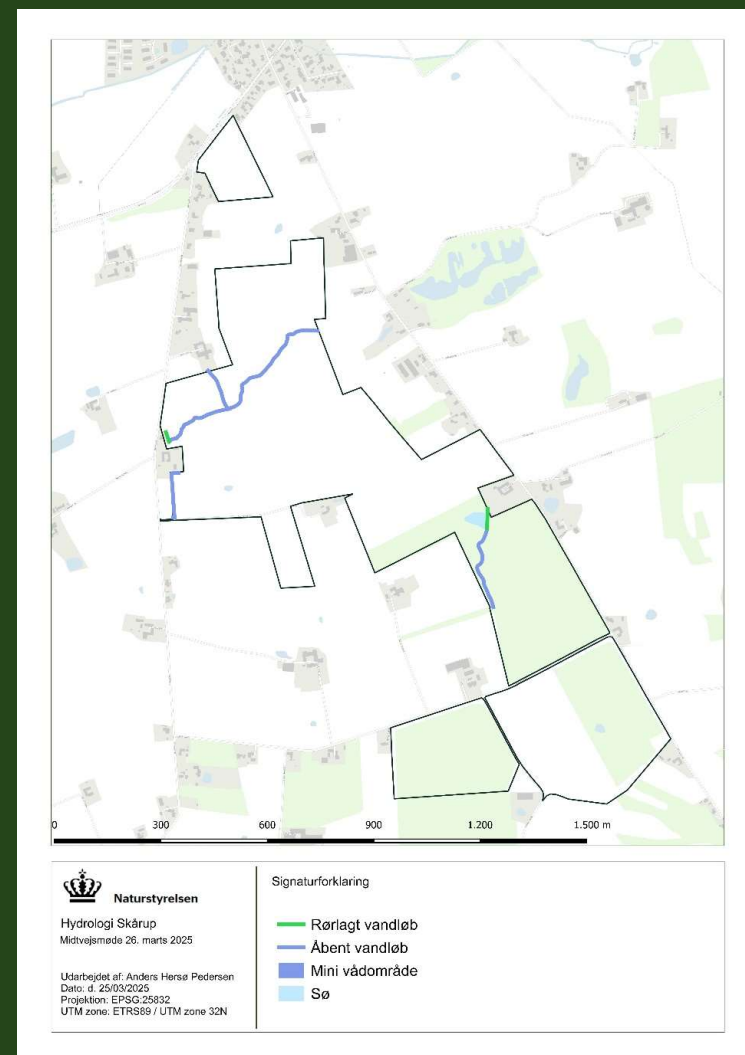 0 300 600 900 1.200 1.500 m
Naturstyrelsen
Hydrologi Skårup
Midtvejsmøde 26. marts 2025
Udarbejdet af: Anders Hersø Pedersen
Dato: d. 25/03/2025
Projektion: EPSG:25832
UTM zone: ETRS89 / UTM zone 32N
Signaturforklaring
Rørlagt vandløb
Åbent vandløb
Mini vådområde
Sø